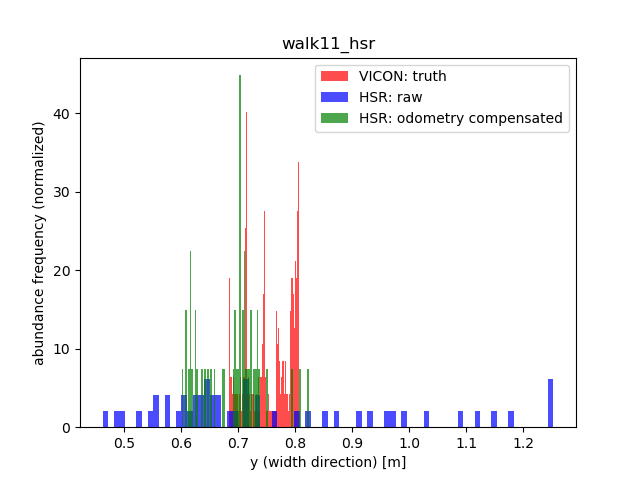 walk11_hsr
VICON: truth
HSR: raw
HSR: odometry compensated
abundance frequency (normalized)
40
30
20
10
0
0.5 0.6 0.7 0.8 0.9 1.0 1.1 1.2
y (width direction) [m]